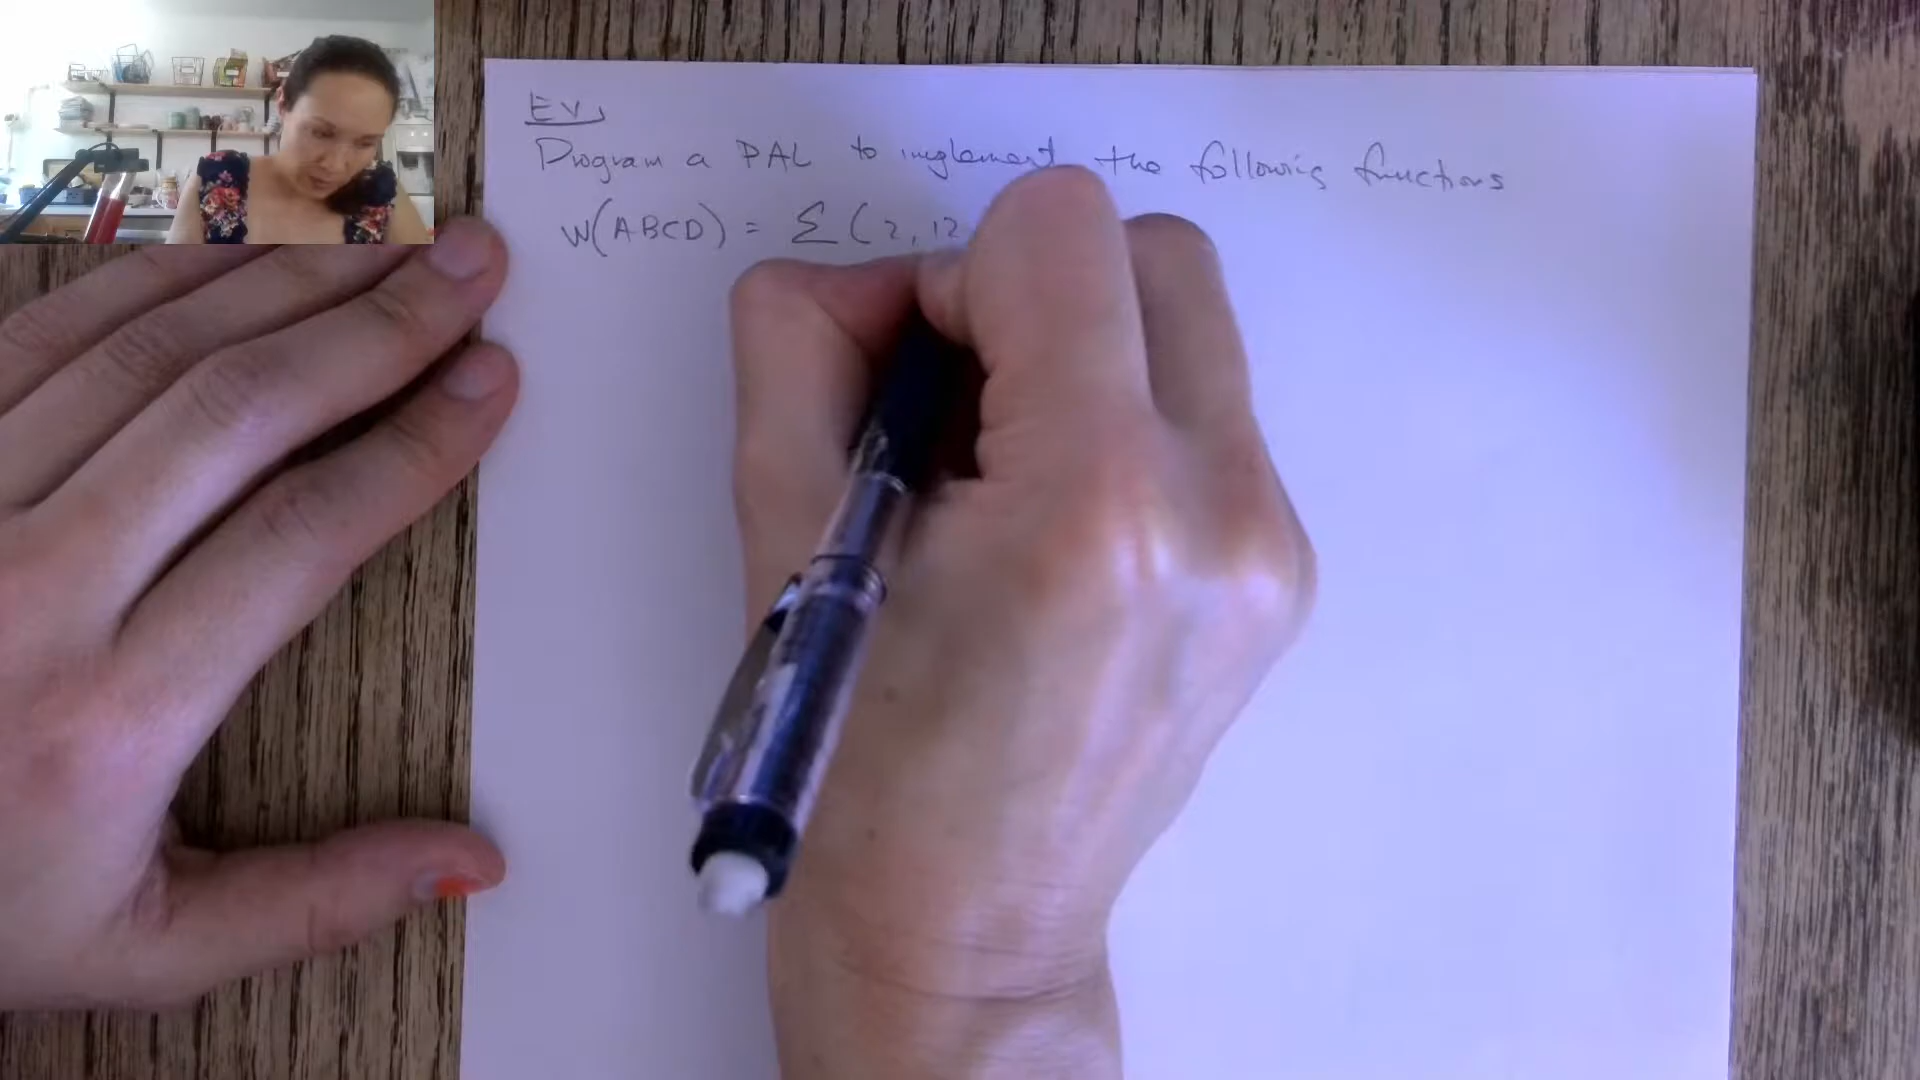 Ex,
Program a PAL to implement the following functions
W(ABCD) = Σ(2,12